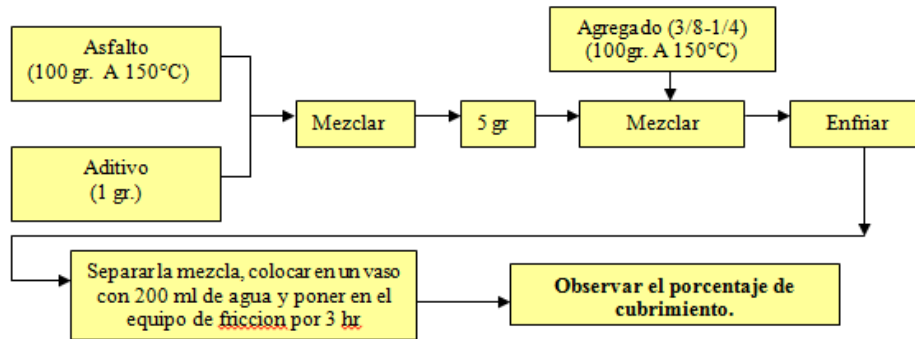 Asfalto
(100 gr. A 150°C)
Aditivo
(1 gr.)
Mezclar
5 gr
Agregado (3/8-1/4)
(100gr. A 150°C)
Mezclar
Enfriar
Separar la mezcla, colocar en un vaso
con 200 ml de agua y poner en el
equipo de friccion por 3 hr
Observar el porcentaje de
cubrimiento.